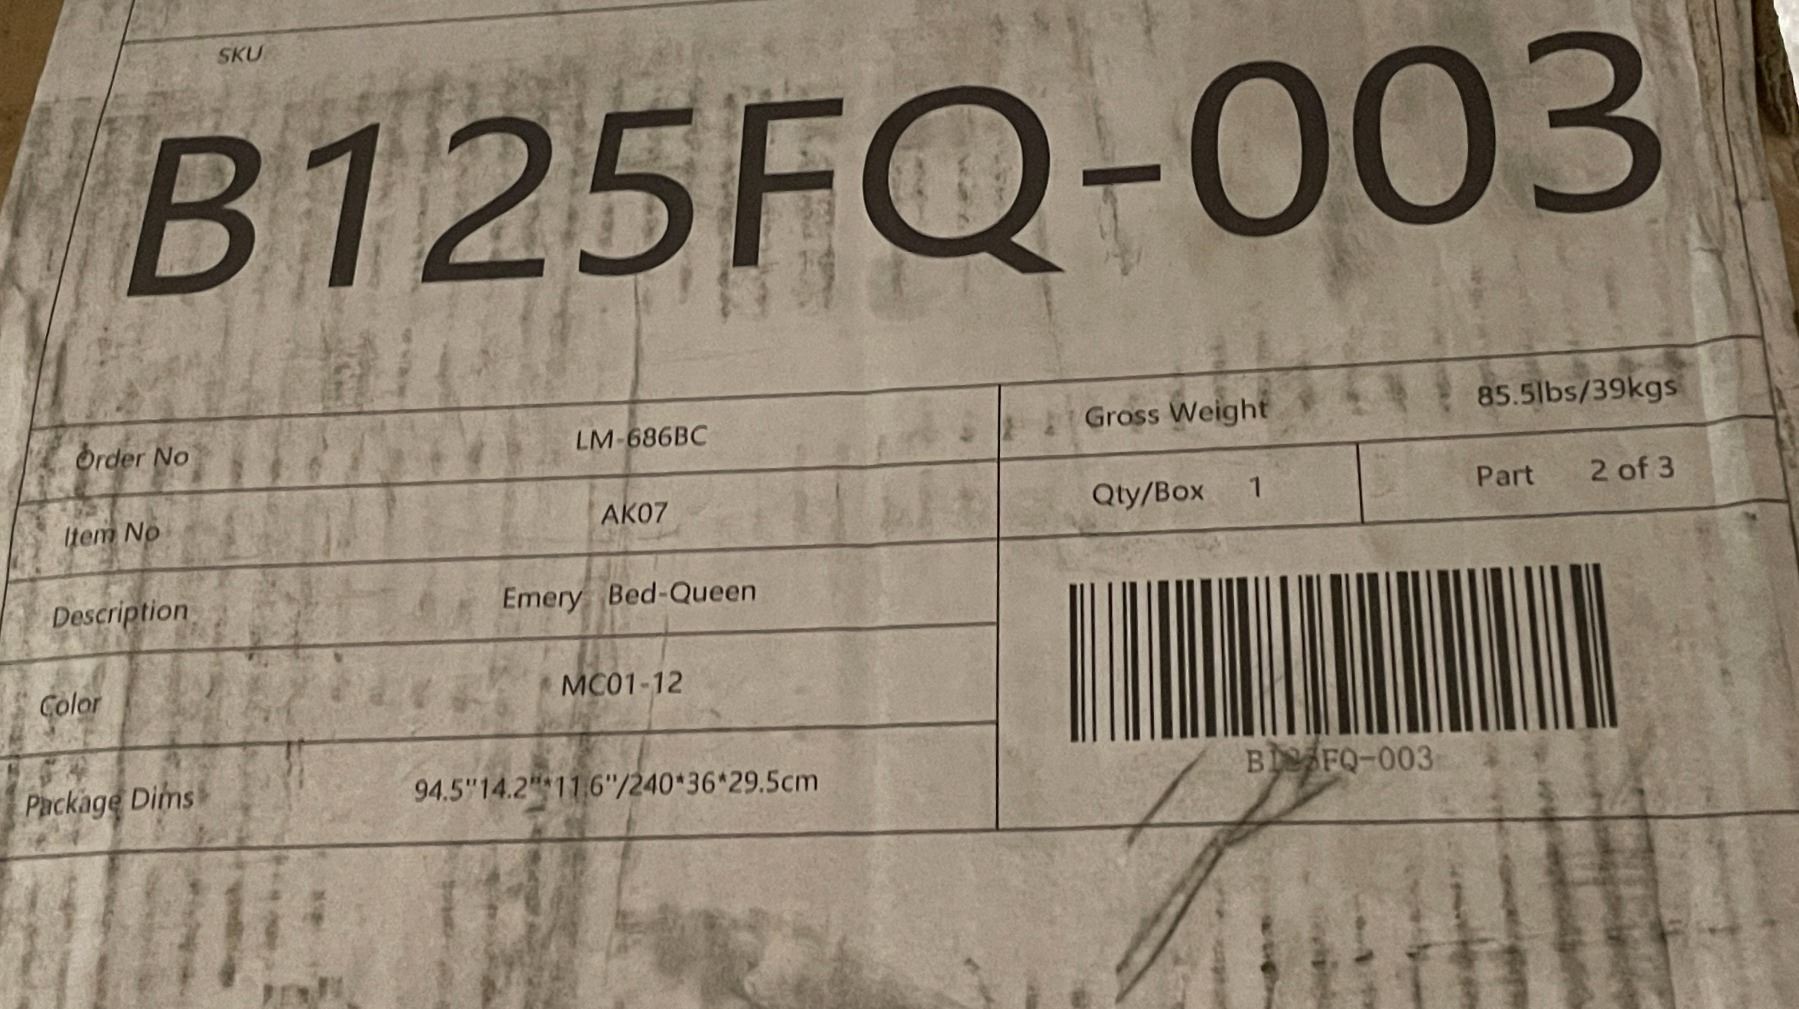 SKU
B125FQ-003
Order No LM-686BC
Gross Weight 85.5lbs/39kgs
Item No AK07
Qty/Box 1 Part 2 of 3
Description Emery Bed-Queen
Color MC01-12
Package Dims 94.5"14.2"*11.6"/240*36*29.5cm
B125FQ-003